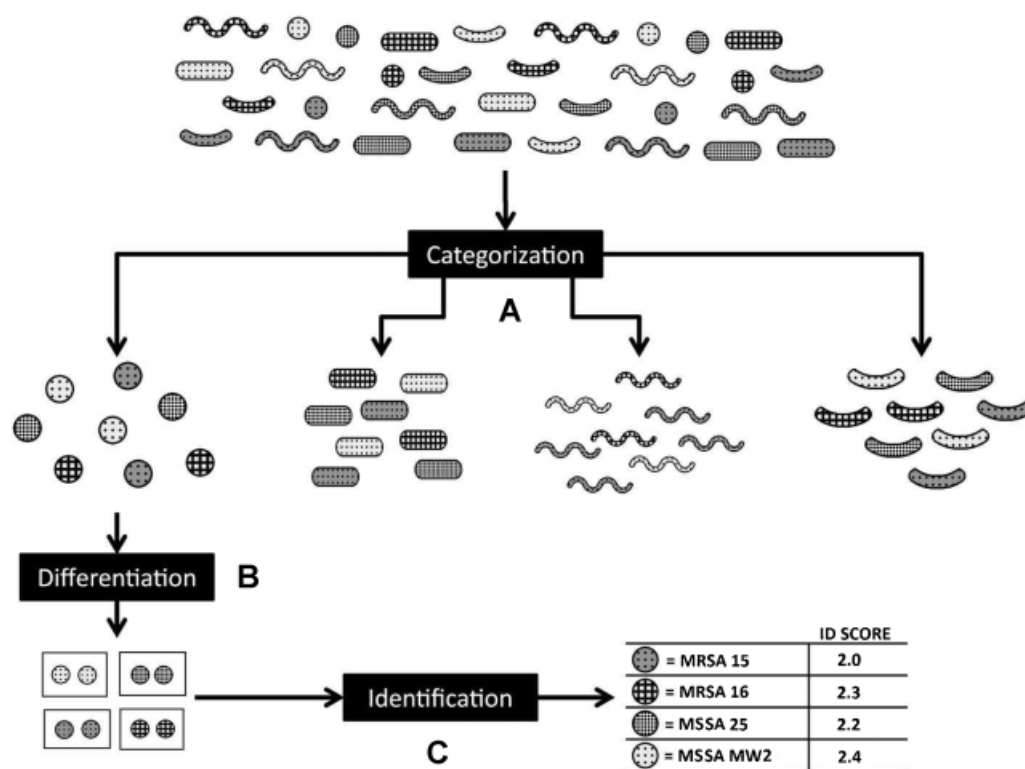 Categorization
A
Differentiation
B
ID SCORE
= MRSA 15 2.0
= MRSA 16 2.3
= MSSA 25 2.2
= MSSA MW2 2.4
Identification
C